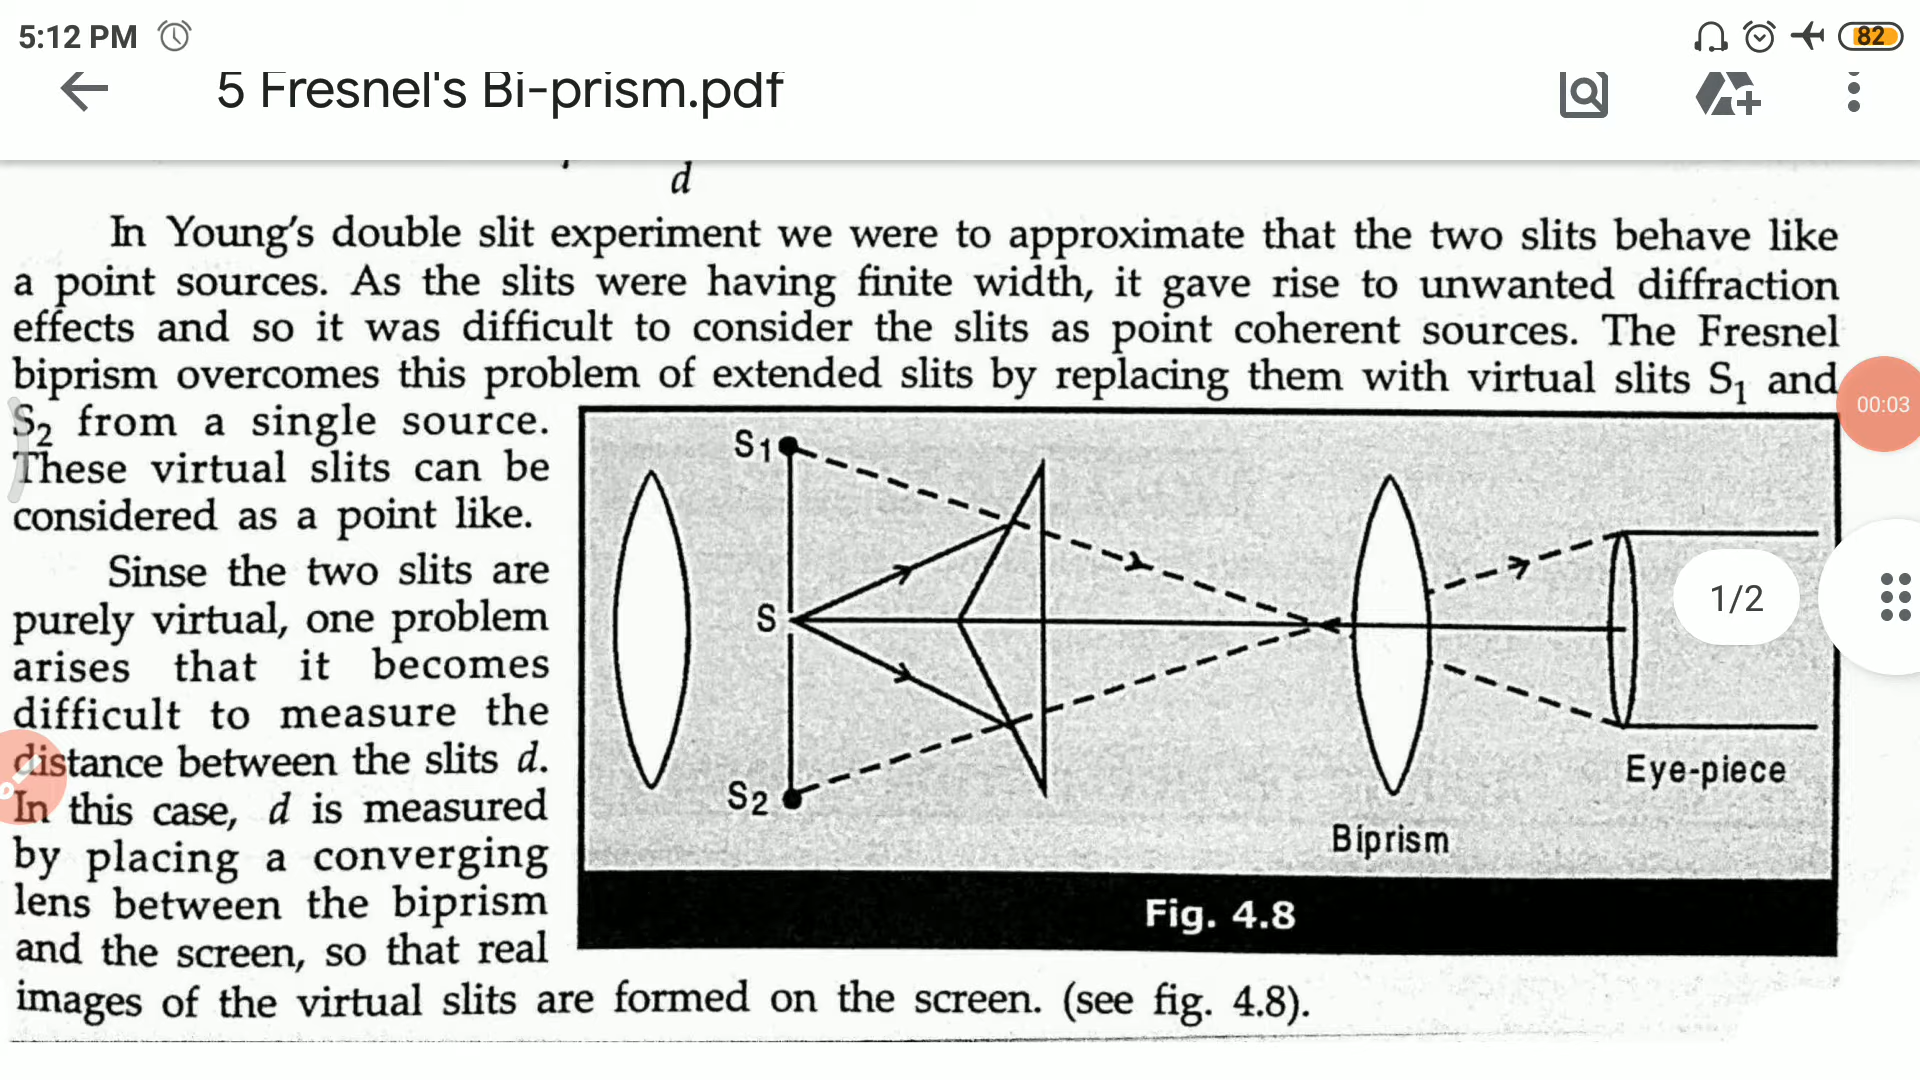 5:12 PM
82
5 Fresnel's Bi-prism.pdf
d
In Young's double slit experiment we were to approximate that the two slits behave like
a point sources. As the slits were having finite width, it gave rise to unwanted diffraction
effects and so it was difficult to consider the slits as point coherent sources. The Fresnel
biprism overcomes this problem of extended slits by replacing them with virtual slits S₁ and
S₂ from a single source.
These virtual slits can be
considered as a point like.
Sinse the two slits are
purely virtual, one problem
arises that it becomes
difficult to measure the
distance between the slits d.
In this case, d is measured
by placing a converging
lens between the biprism
and the screen, so that real
images of the virtual slits are formed on the screen. (see fig. 4.8).
S1
S
S2
Biprism
Eye-piece
Fig. 4.8
00:03
1/2